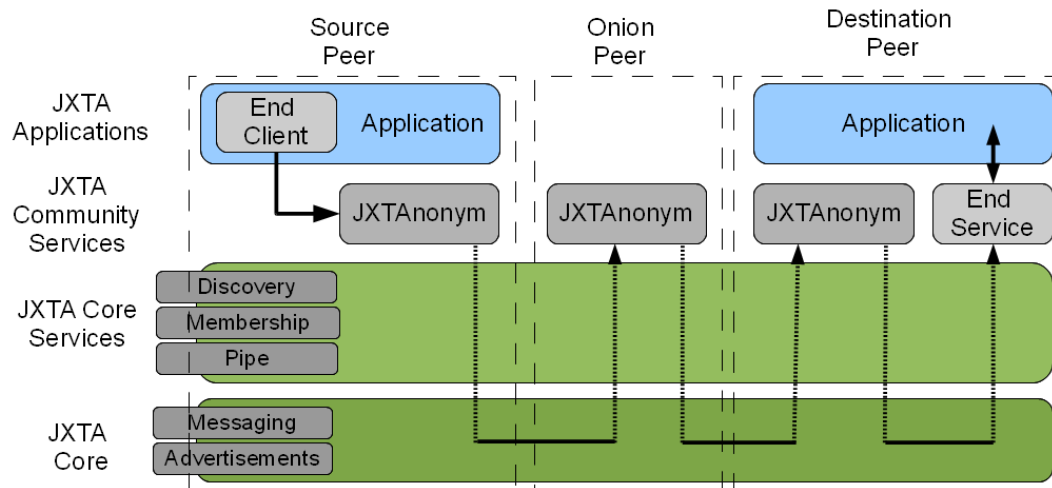 Source
Peer
Onion
Peer
Destination
Peer
JXTA
Applications
End
Client
Application
Application
JXTA
Community
Services
JXTAnonym
JXTAnonym
JXTAnonym
End
Service
JXTA Core
Services
Discovery
Membership
Pipe
JXTA
Core
Messaging
Advertisements